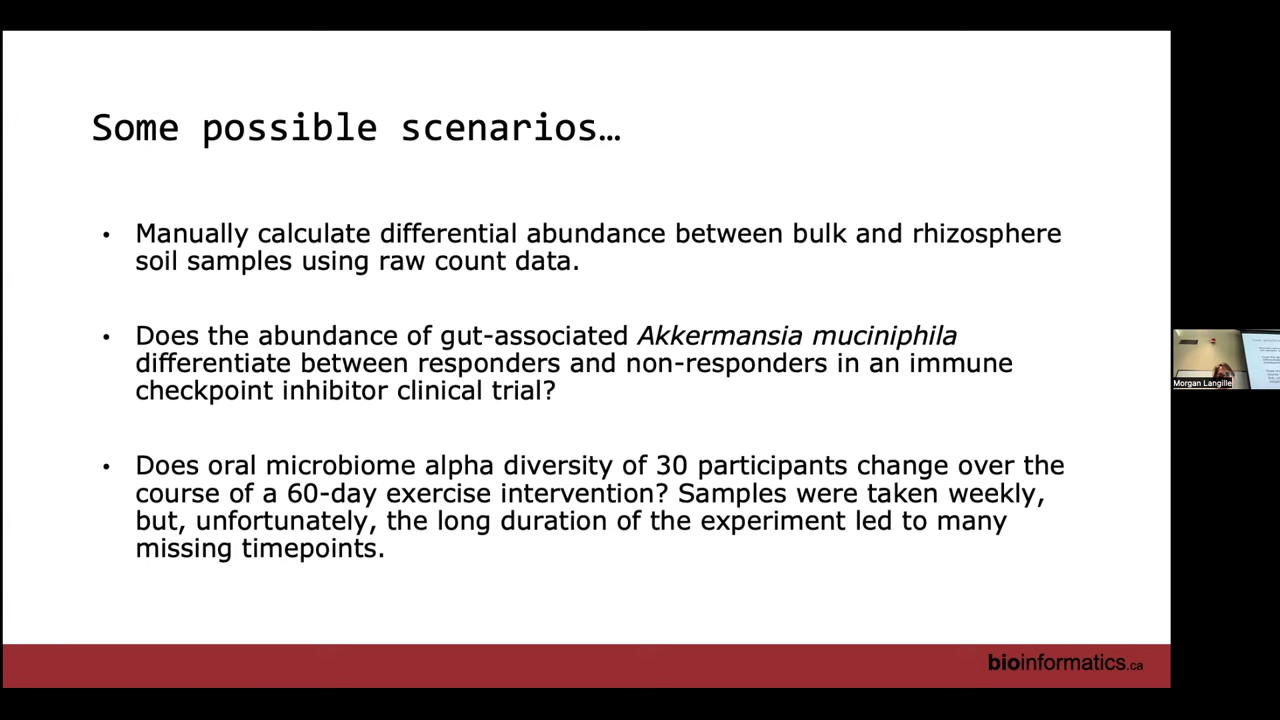 Some possible scenarios…
• Manually calculate differential abundance between bulk and rhizosphere
soil samples using raw count data.
• Does the abundance of gut-associated Akkermansia muciniphila
differentiate between responders and non-responders in an immune
checkpoint inhibitor clinical trial?
• Does oral microbiome alpha diversity of 30 participants change over the
course of a 60-day exercise intervention? Samples were taken weekly,
but, unfortunately, the long duration of the experiment led to many
missing timepoints.
Morgan Langille
bioinformatics.ca